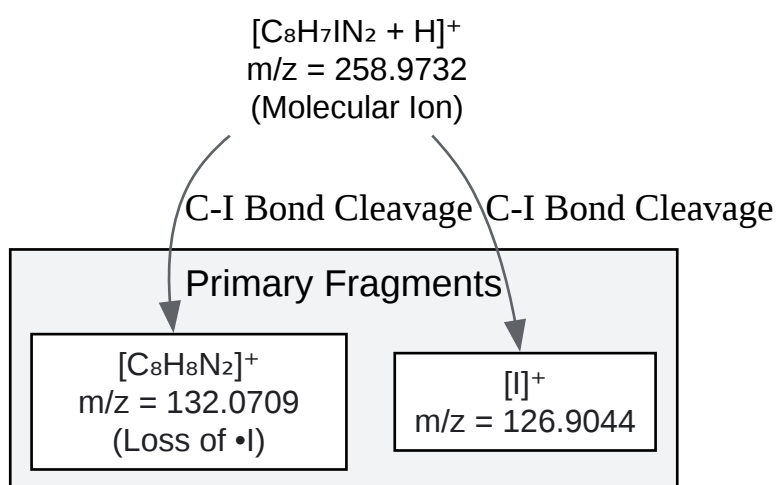 [C₈H₇IN₂ + H]⁺
m/z = 258.9732
(Molecular Ion)
C-I Bond Cleavage
C-I Bond Cleavage
Primary Fragments
[C₈H₈N₂]⁺
m/z = 132.0709
(Loss of •I)
[I]⁺
m/z = 126.9044